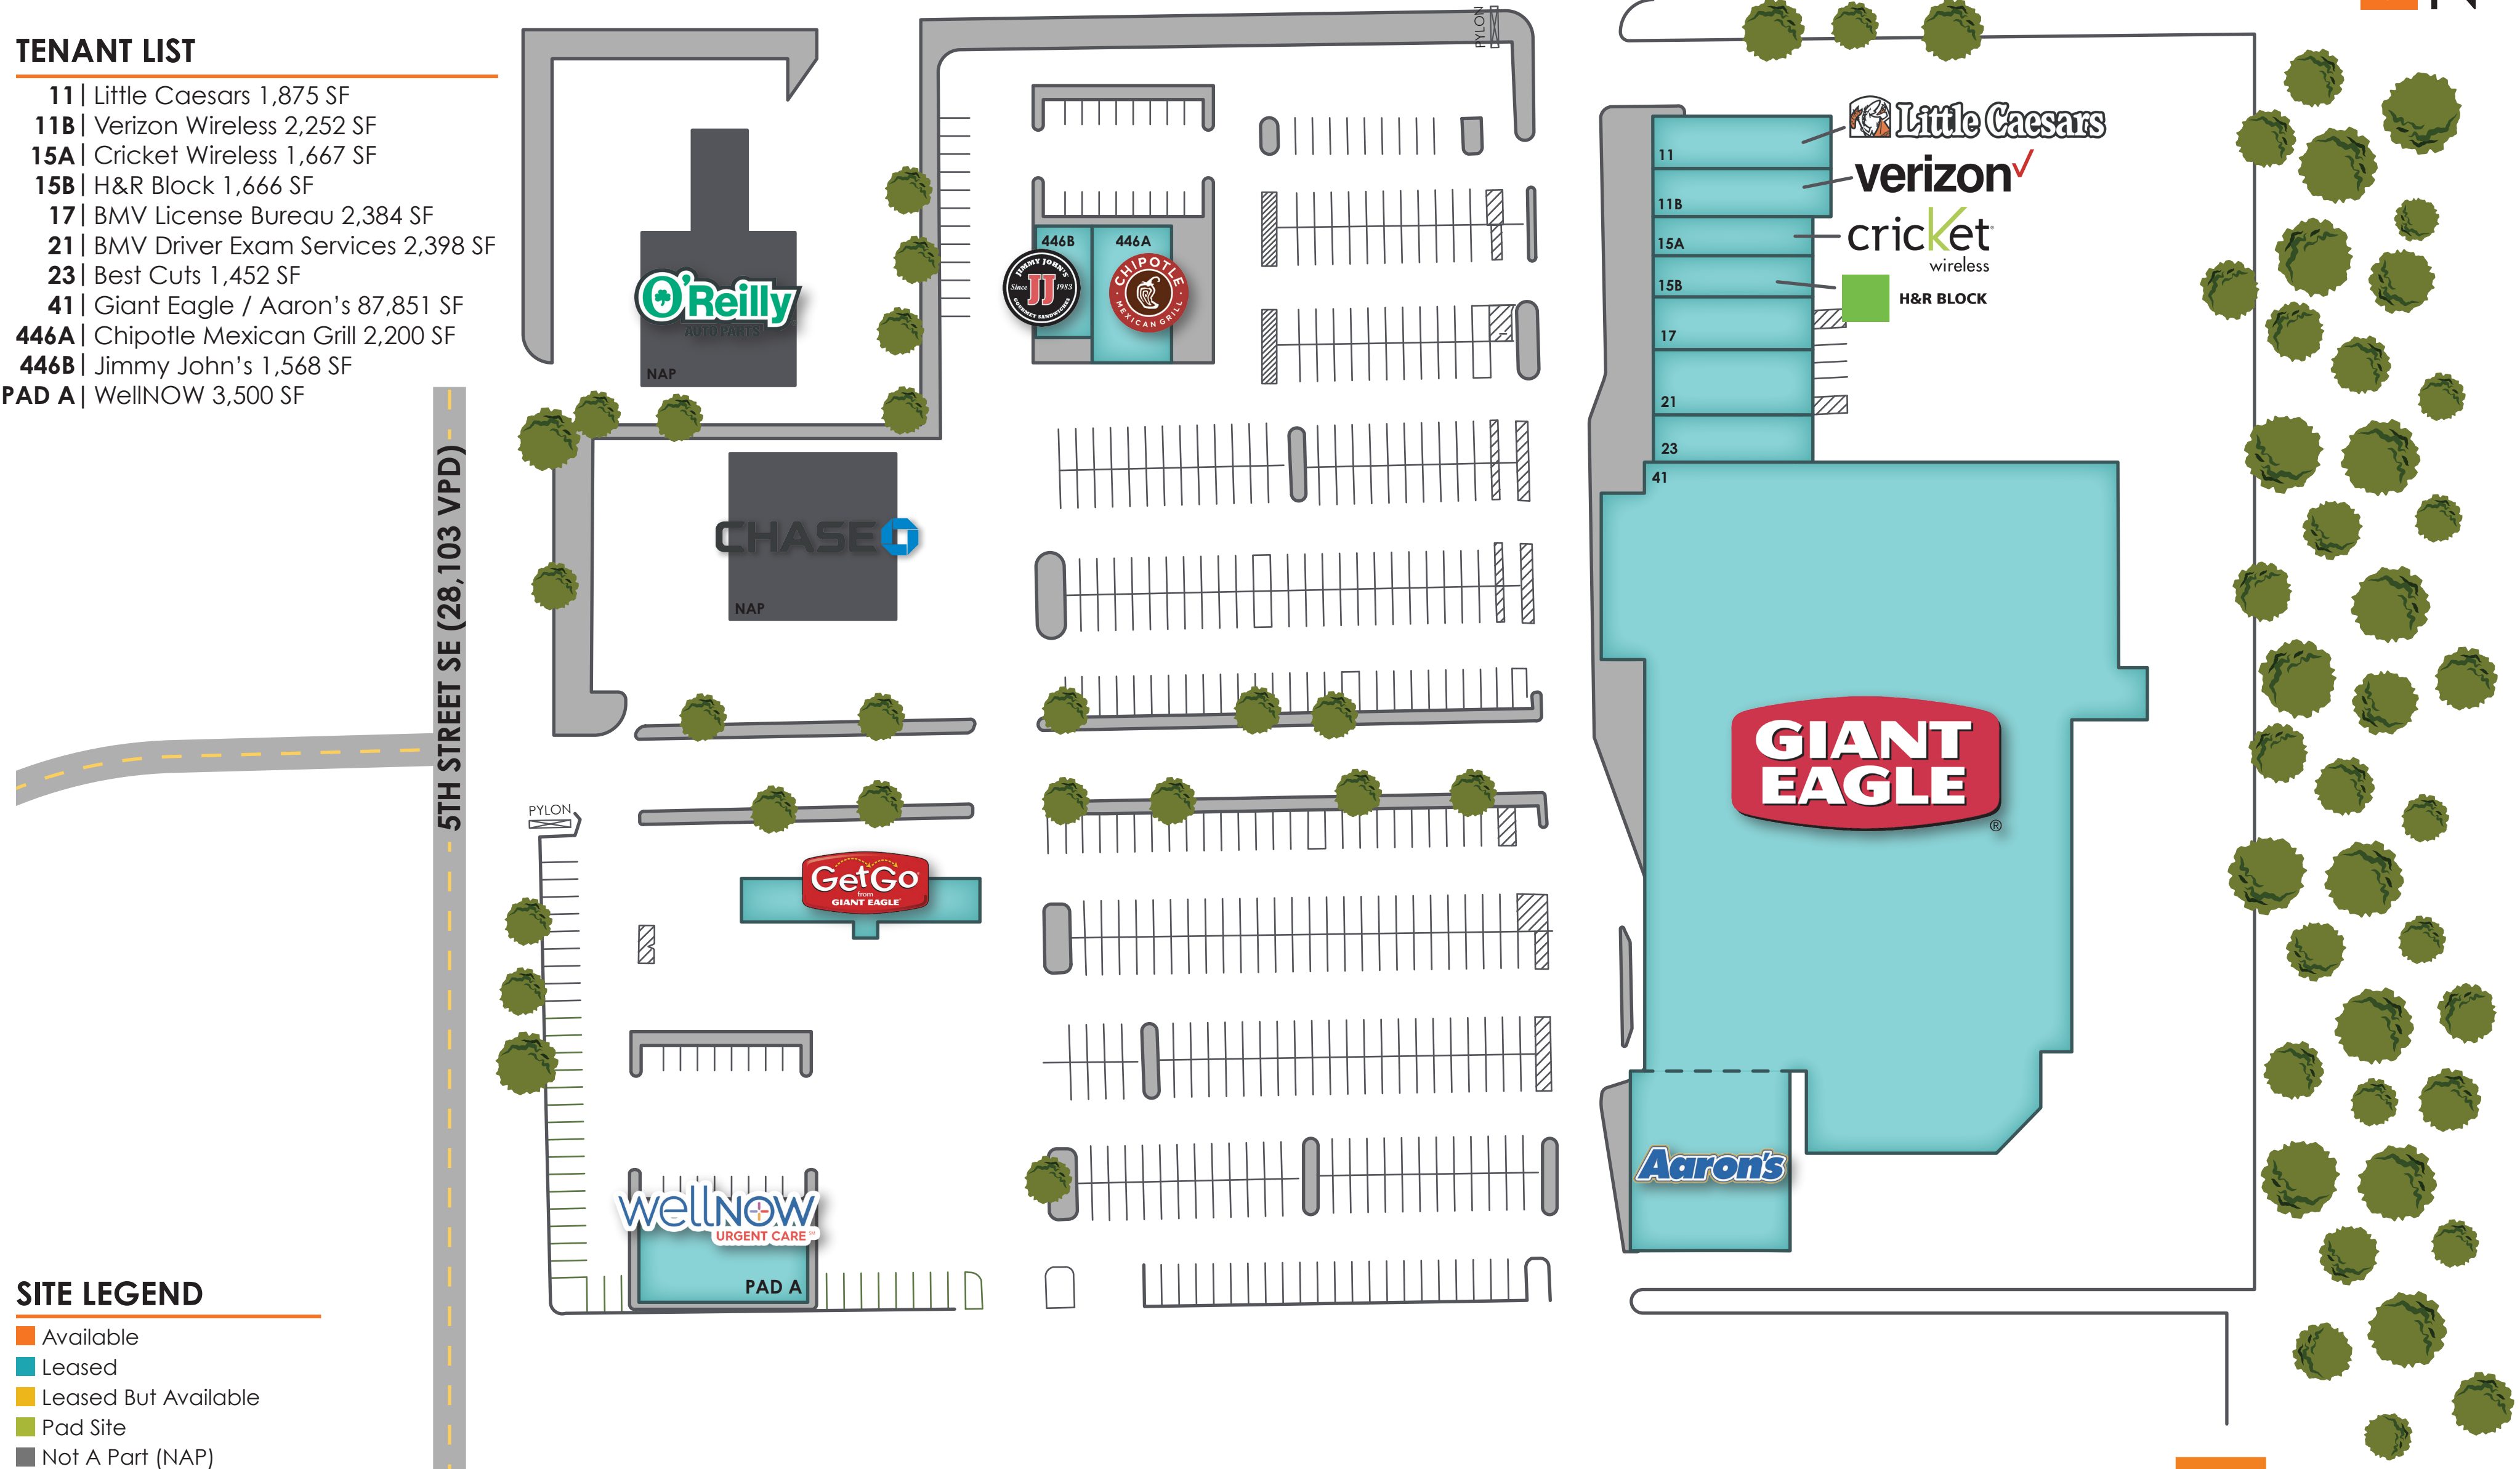 TENANT LIST
11| Little Caesars 1,875 SF
11B| Verizon Wireless 2,252 SF
15A| Cricket Wireless 1,667 SF
15B| H&R Block 1,666 SF
17| BMV License Bureau 2,384 SF
21| BMV Driver Exam Services 2,398 SF
23| Best Cuts 1,452 SF
41| Giant Eagle / Aaron's 87,851 SF
446A| Chipotle Mexican Grill 2,200 SF
446B| Jimmy John's 1,568 SF
PAD A| WellNOW 3,500 SF
5TH STREET SE (28,103 VPD)
O'Reilly
AUTO PARTS
NAP
CHASE
NAP
PYLON
446B
446A
JIMMY JOHN'S
Since JJ 1983
GOURMET SANDWICHES
CHIPOTLE
MEXICAN GRILL
PYLON
GetGo
from
GIANT EAGLE
wellNOW
URGENT CARE
PAD A
11
11B
15A
15B
17
21
23
41
Little Caesars
verizon
cricket
wireless
H&R BLOCK
GIANT
EAGLE
®
Aaron's
SITE LEGEND
Available
Leased
Leased But Available
Pad Site
Not A Part (NAP)